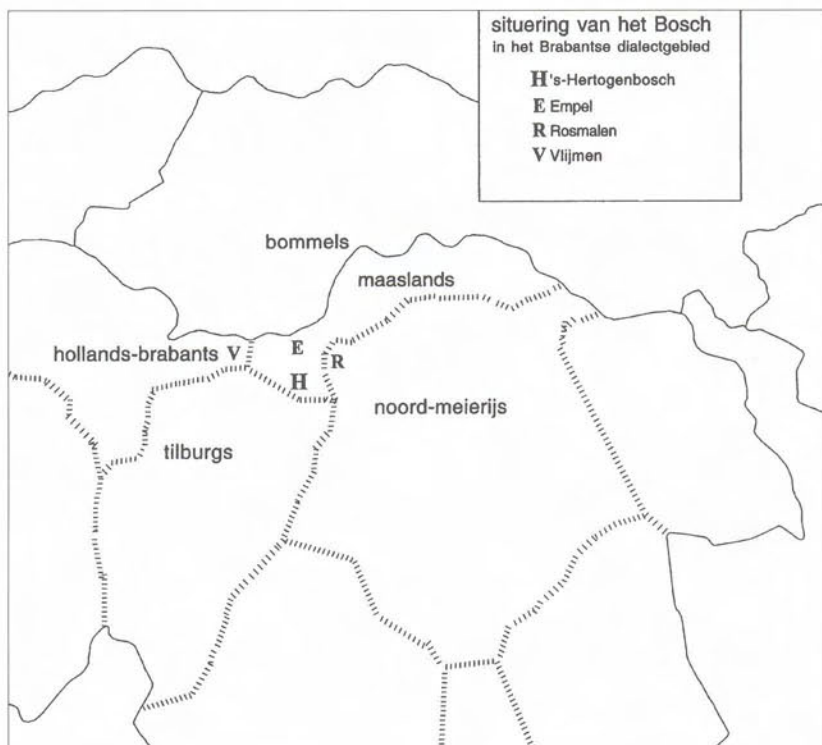 situering van het Bosch
in het Brabantse dialectgebied
H 's-Hertogenbosch
E Empel
R Rosmalen
V Vlijmen
bommels
maaslands
hollands-brabants V
E
R
H
noord-meierijs
tilburgs